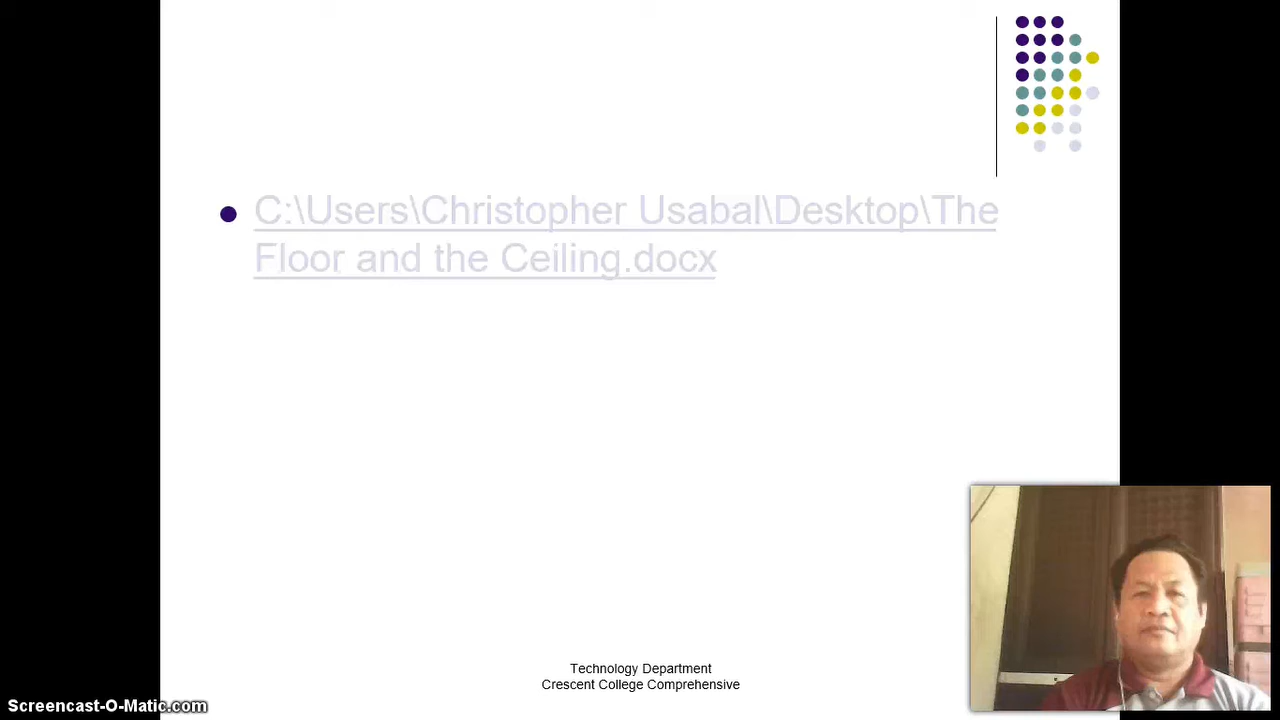 C:\Users\Christopher Usabal\Desktop\The
Floor and the Ceiling.docx
Technology Department
Crescent College Comprehensive
Screencast-O-Matic.com